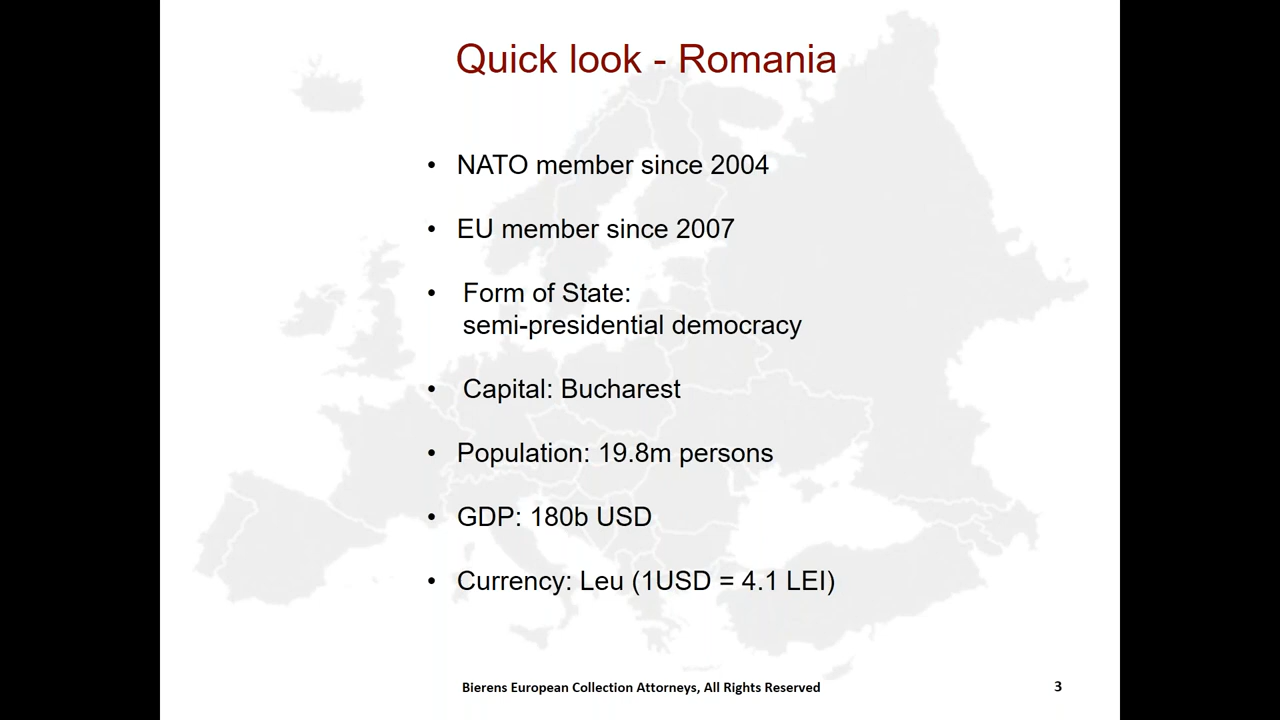 Quick look - Romania
• NATO member since 2004
• EU member since 2007
• Form of State:
semi-presidential democracy
• Capital: Bucharest
• Population: 19.8m persons
• GDP: 180b USD
• Currency: Leu (1USD = 4.1 LEI)
Bierens European Collection Attorneys, All Rights Reserved
3